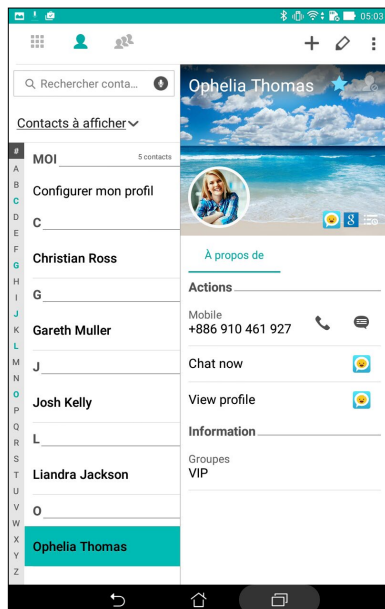 05:03
Rechercher conta...
Contacts à afficher
#
A
B
C
D
E
F
G
H
I
J
K
L
M
N
O
P
Q
R
S
T
U
V
W
X
Y
Z
MOI 5 contacts
Configurer mon profil
C
Christian Ross
G
Gareth Muller
J
Josh Kelly
L
Liandra Jackson
O
Ophelia Thomas
Ophelia Thomas
8
À propos de
Actions
Mobile
+886 910 461 927
Chat now
View profile
Information
Groupes
VIP